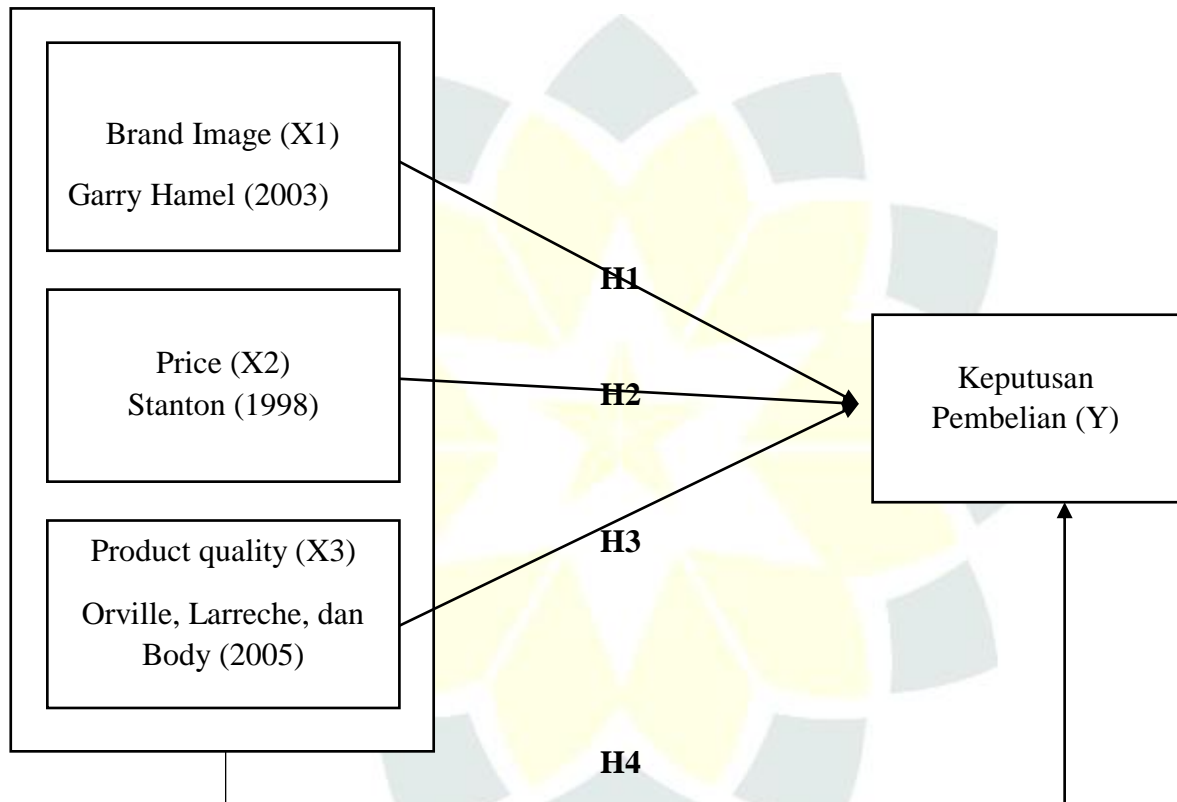 Brand Image (X1)
Garry Hamel (2003)
H1
Price (X2)
Stanton (1998)
H2
Keputusan
Pembelian (Y)
Product quality (X3)
Orville, Larreche, dan
Body (2005)
H3
H4